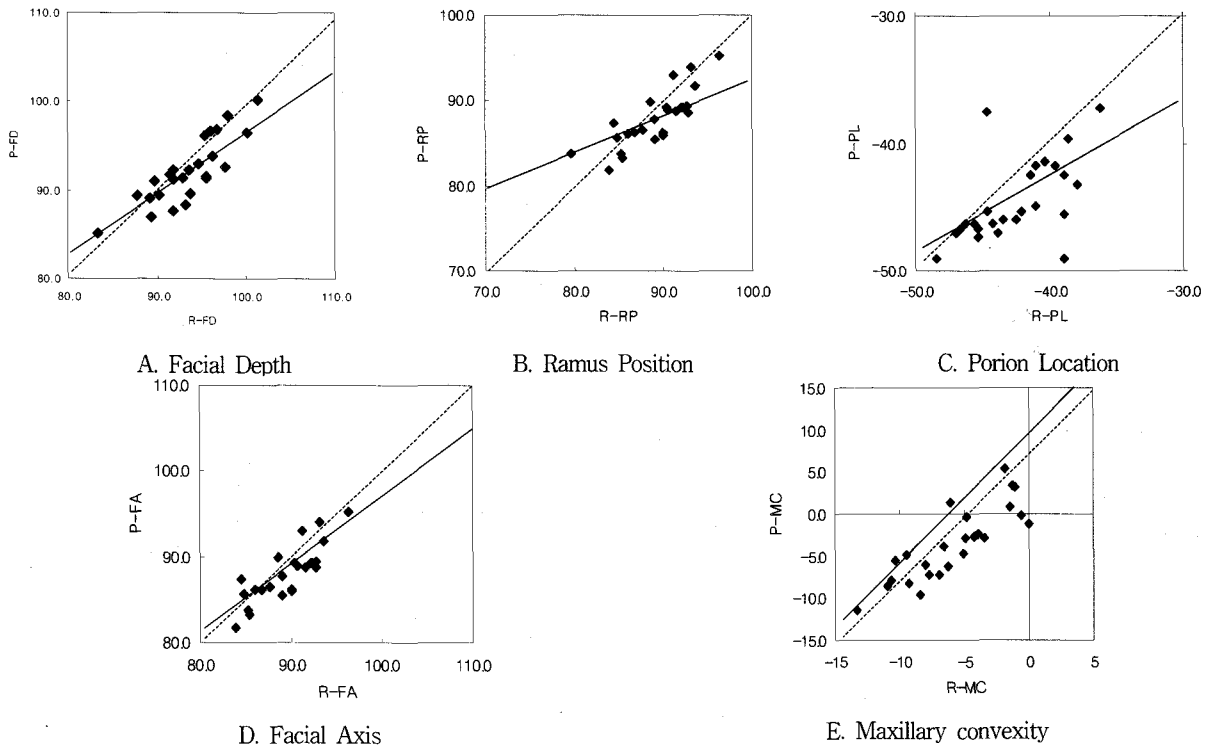 110.0
100.0
P-FD
90.0
80.0
80.0 90.0 100.0 110.0
R-FD
A. Facial Depth
100.0
90.0
P-RP
80.0
70.0
70.0 80.0 90.0 100.0
R-RP
B. Ramus Position
-30.0
-40.0
P-PL
-50.0
-50.0 -40.0 -30.0
R-PL
C. Porion Location
110.0
100.0
P-FA
90.0
80.0
80.0 90.0 100.0 110.0
R-FA
D. Facial Axis
15.0
10.0
5.0
P-MC
0.0
-5.0
-10.0
-15.0
-15 -10 -5 0 5
R-MC
E. Maxillary convexity